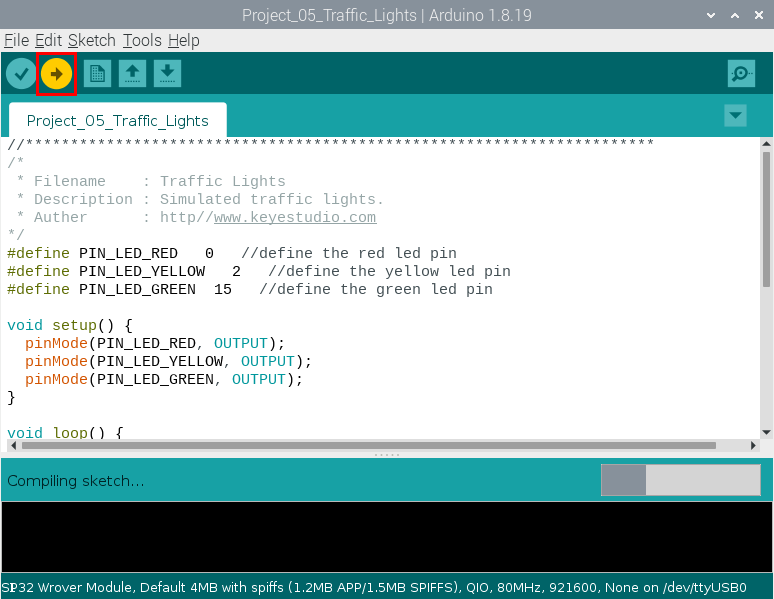 Project_05_Traffic_Lights | Arduino 1.8.19
File Edit Sketch Tools Help
Project_05_Traffic_Lights
//**********************************************************************
/*
 * Filename    : Traffic Lights
 * Description : Simulated traffic lights.
 * Auther      : http//www.keyestudio.com
*/
#define PIN_LED_RED   0   //define the red led pin
#define PIN_LED_YELLOW   2   //define the yellow led pin
#define PIN_LED_GREEN  15   //define the green led pin
void setup() {
  pinMode(PIN_LED_RED, OUTPUT);
  pinMode(PIN_LED_YELLOW, OUTPUT);
  pinMode(PIN_LED_GREEN, OUTPUT);
}
void loop() {
Compiling sketch...
Wrover Module, Default 4MB with spiffs (1.2MB APP/1.5MB SPIFFS), QIO, 80MHz, 921600, None on /dev/ttyUSB0